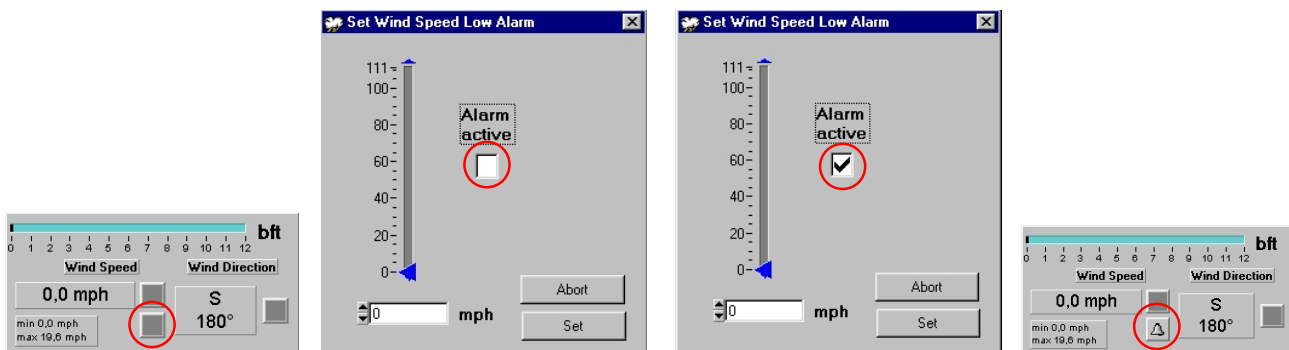 bft
0 1 2 3 4 5 6 7 8 9 10 11 12
Wind Speed Wind Direction
0,0 mph
S
180°
min 0,0 mph
max 19,6 mph
Set Wind Speed Low Alarm
111
100
80
60
40
20
0
Alarm
active
0 mph
Abort
Set
Set Wind Speed Low Alarm
111
100
80
60
40
20
0
Alarm
active
0 mph
Abort
Set
bft
0 1 2 3 4 5 6 7 8 9 10 11 12
Wind Speed Wind Direction
0,0 mph
S
180°
min 0,0 mph
max 19,6 mph